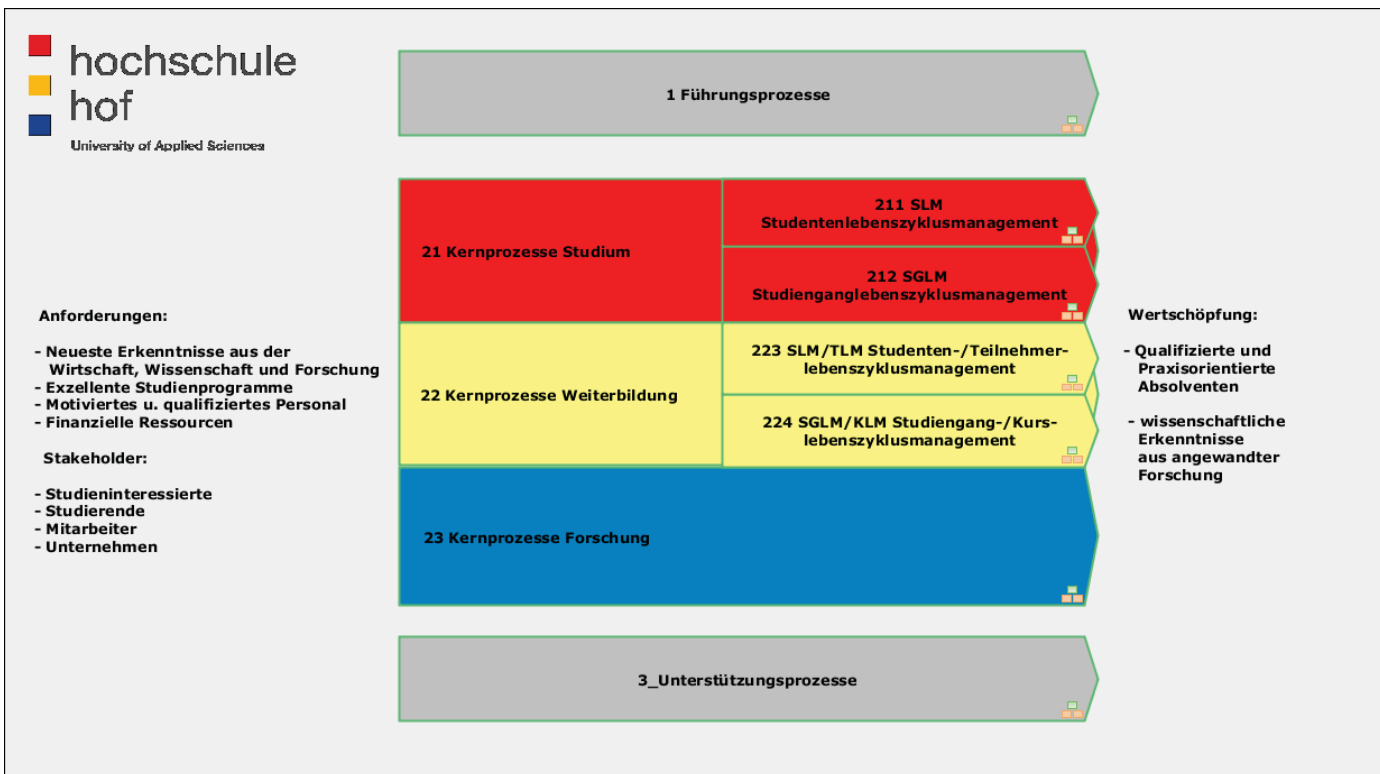 hochschule
hof
University of Applied Sciences
1 Führungsprozesse
21 Kernprozesse Studium
211 SLM
Studentenlebenszyklusmanagement
212 SGLM
Studienganglebenszyklusmanagement
22 Kernprozesse Weiterbildung
223 SLM/TLM Studenten-/Teilnehmer-
lebenszyklusmanagement
224 SGLM/KLM Studiengang-/Kurs-
lebenszyklusmanagement
23 Kernprozesse Forschung
3_Unterstützungsprozesse
Anforderungen:
- Neueste Erkenntnisse aus der
Wirtschaft, Wissenschaft und Forschung
- Exzellente Studienprogramme
- Motiviertes u. qualifiziertes Personal
- Finanzielle Ressourcen
Stakeholder:
- Studieninteressierte
- Studierende
- Mitarbeiter
- Unternehmen
Wertschöpfung:
- Qualifizierte und
Praxisorientierte
Absolventen
- wissenschaftliche
Erkenntnisse
aus angewandter
Forschung